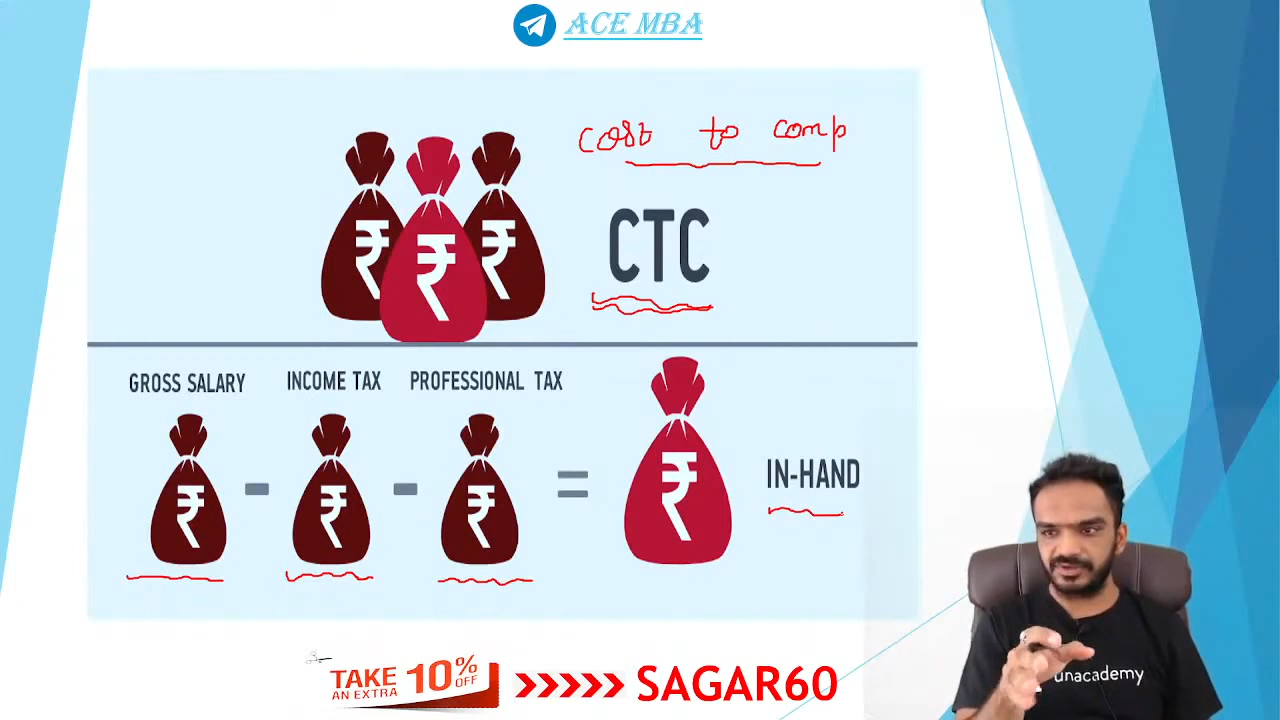 ACE MBA
cost to comp
CTC
GROSS SALARY INCOME TAX PROFESSIONAL TAX
₹ ₹ ₹
₹ - ₹ - ₹ = ₹ IN-HAND
unacademy
TAKE AN EXTRA 10% OFF >>>>> SAGAR60